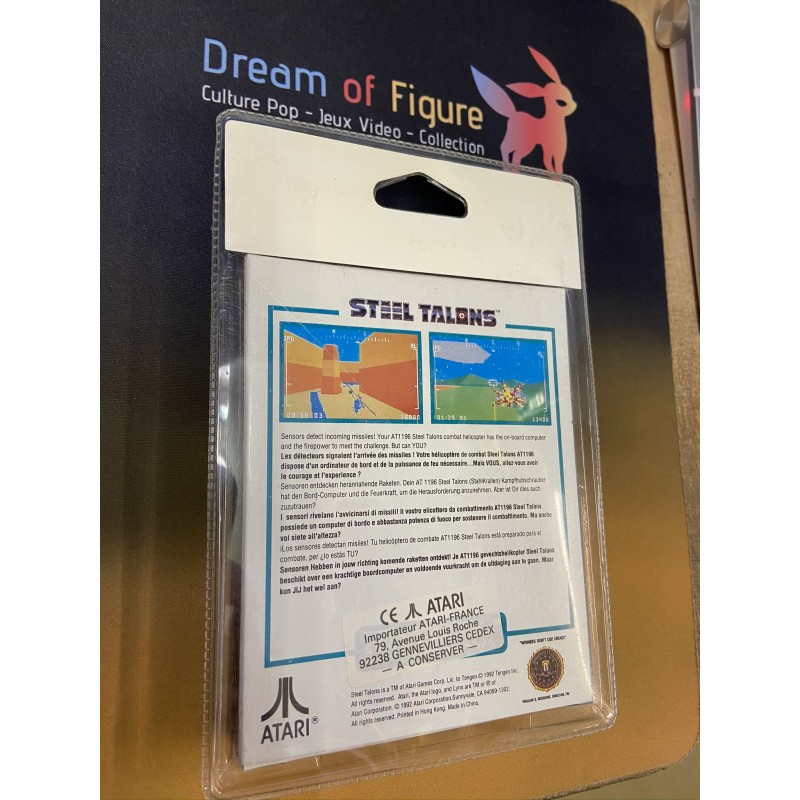 Dream of Figure
Culture Pop - Jeux Video - Collection
STEEL TALONS™
Sensors detect incoming missiles! Your AT1196 Steel Talons combat helicopter has the on-board computer
and the firepower to meet the challenge. But can YOU?
Les détecteurs signalent l'arrivée des missiles ! Votre hélicoptère de combat Steel Talons AT1196
dispose d'un ordinateur de bord et de la puissance de feu nécessaire...Mais VOUS, allez-vous avoir
le courage et l'experience ?
Sensoren entdecken herannahende Raketen. Dein AT 1196 Steel Talons (StahlKrallen) Kampfhubschrauber
hat den Bord-Computer und die Feuerkraft, um die Herausforderung anzunehmen. Aber ist Dir dies auch
zuzutrauen?
I sensori rivelano l'avvicinarsi di missili! Il vostro elicottero da combattimento AT1196 Steel Talons
possiede un computer di bordo e abbastanza potenza di fuoco per sostenere il combattimento. Ma anche
voi siete all'altezza?
¡Los sensores detectan misiles! Tu helicóptero de combate AT1196 Steel Talons está preparado para el
combate, per ¿lo estás TU?
Sensoren Hebben in jouw richting komende raketten ontdekt! Je AT1196 gevechtshelikopter Steel Talons
beschikt over een krachtige boordcomputer en voldoende vuurkracht om de uitdaging aan te gaan. Maar
kun JIJ het wel aan?
CE ATARI
Importateur ATARI-FRANCE
79, Avenue Louis Roche
92238 GENNEVILLIERS CEDEX
— A CONSERVER —
"WINNERS DON'T USE DRUGS"
WILLIAM S. SESSIONS, DIRECTOR, FBI
ATARI®
Steel Talons is a TM of Atari Games Corp. Lic. to Tengen © 1992 Tengen Inc.
All rights reserved. Atari, the Atari logo, and Lynx are TM or ® of
Atari Corporation. © 1992 Atari Corporation, Sunnyvale, CA 94089-1302.
All rights reserved. Printed in Hong Kong. Made in China.